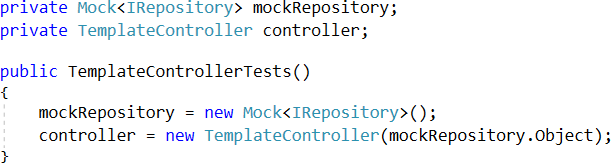 private Mock<IRepository> mockRepository;
private TemplateController controller;
public TemplateControllerTests()
{
mockRepository = new Mock<IRepository>();
controller = new TemplateController(mockRepository.Object);
}